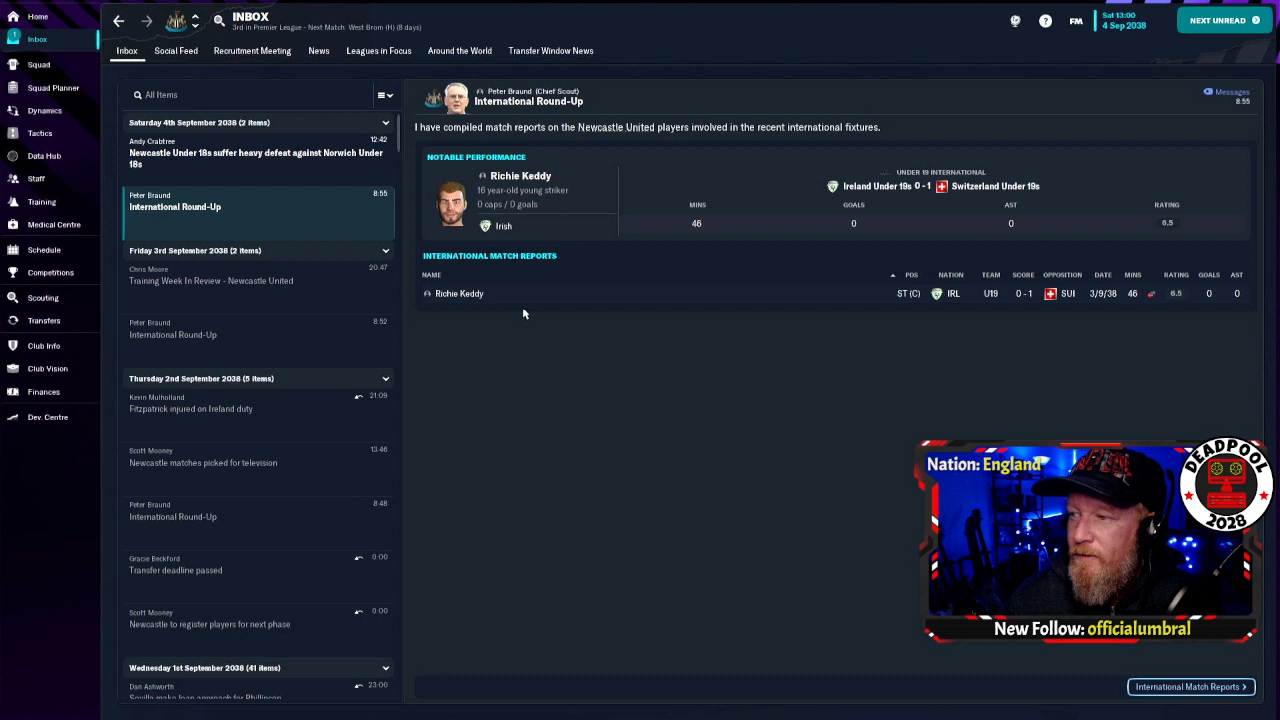 Home
Inbox
Squad
Squad Planner
Dynamics
Tactics
Data Hub
Staff
Training
Medical Centre
Schedule
Competitions
Scouting
Transfers
Club Info
Club Vision
Finances
Dev. Centre
INBOX
3rd in Premier League - Next Match: West Brom (H) (8 days)
FM
Sat 13:00
4 Sep 2038
NEXT UNREAD
Inbox
Social Feed
Recruitment Meeting
News
Leagues in Focus
Around the World
Transfer Window News
All Items
Saturday 4th September 2038 (2 items)
Andy Crabtree 12:42
Newcastle Under 18s suffer heavy defeat against Norwich Under
18s
Peter Braund 8:55
International Round-Up
Friday 3rd September 2038 (2 items)
Chris Moore 20:47
Training Week In Review - Newcastle United
Peter Braund 8:52
International Round-Up
Thursday 2nd September 2038 (5 items)
Kevin Mulholland 21:09
Fitzpatrick injured on Ireland duty
Scott Mooney 13:46
Newcastle matches picked for television
Peter Braund 8:48
International Round-Up
Gracie Beckford 0:00
Transfer deadline passed
Scott Mooney 0:00
Newcastle to register players for next phase
Wednesday 1st September 2038 (41 items)
Dan Ashworth 23:00
Sevilla make loan approach for Phillipson
Peter Braund (Chief Scout)
International Round-Up
Messages
8:55
I have compiled match reports on the Newcastle United players involved in the recent international fixtures.
NOTABLE PERFORMANCE
Richie Keddy
16 year-old young striker
0 caps / 0 goals
Irish
UNDER 19 INTERNATIONAL
Ireland Under 19s 0 - 1 Switzerland Under 19s
MINS GOALS AST RATING
46 0 0 6.5
INTERNATIONAL MATCH REPORTS
NAME POS NATION TEAM SCORE OPPOSITION DATE MINS RATING GOALS AST
Richie Keddy ST (C) IRL U19 0 - 1 SUI 3/9/38 46 6.5 0 0
Nation: England
DEADPOOL
2028
New Follow: officialumbral
International Match Reports